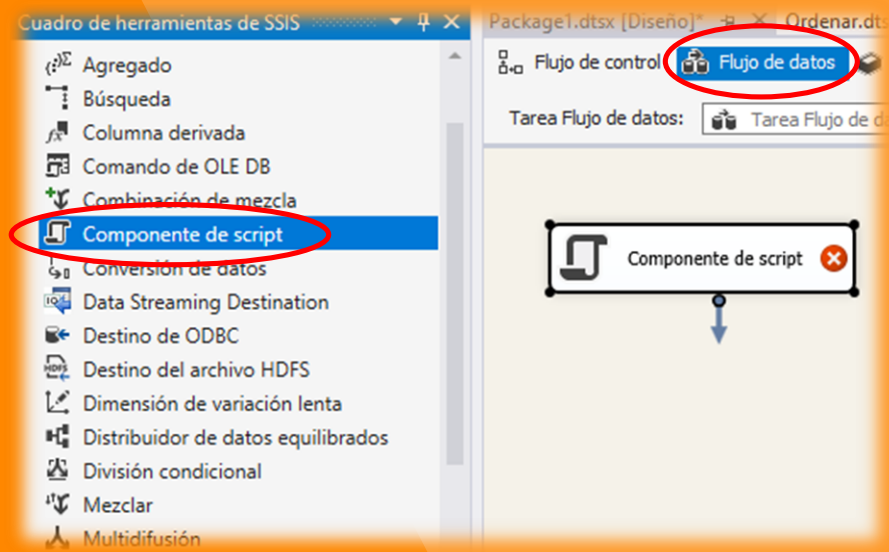 Cuadro de herramientas de SSIS
Agregado
Búsqueda
Columna derivada
Comando de OLE DB
Combinación de mezcla
Componente de script
Conversión de datos
Data Streaming Destination
Destino de ODBC
Destino del archivo HDFS
Dimensión de variación lenta
Distribuidor de datos equilibrados
División condicional
Mezclar
Multidifusión
Package1.dtsx [Diseño]* Ordenar.dts
Flujo de control Flujo de datos
Tarea Flujo de datos: Tarea Flujo de da
Componente de script